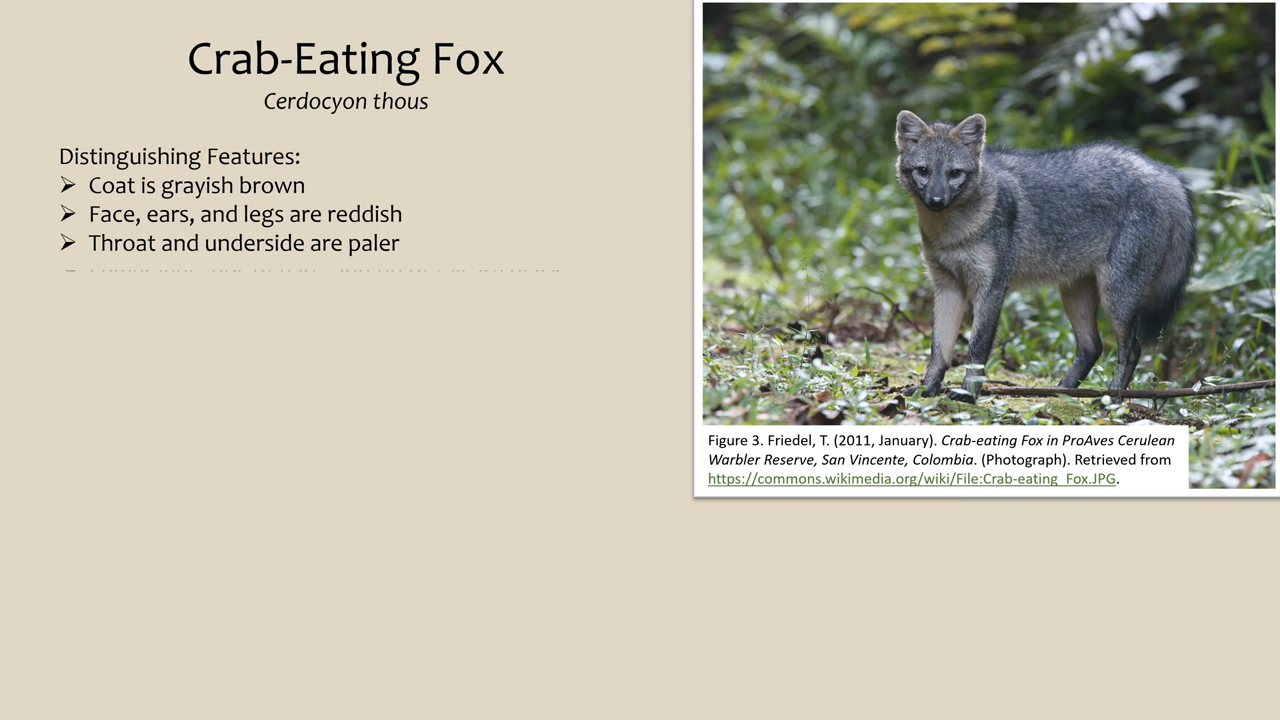 Crab-Eating Fox
Cerdocyon thous
Distinguishing Features:
➢ Coat is grayish brown
➢ Face, ears, and legs are reddish
➢ Throat and underside are paler
Figure 3. Friedel, T. (2011, January). Crab-eating Fox in ProAves Cerulean
Warbler Reserve, San Vincente, Colombia. (Photograph). Retrieved from
https://commons.wikimedia.org/wiki/File:Crab-eating_Fox.JPG.